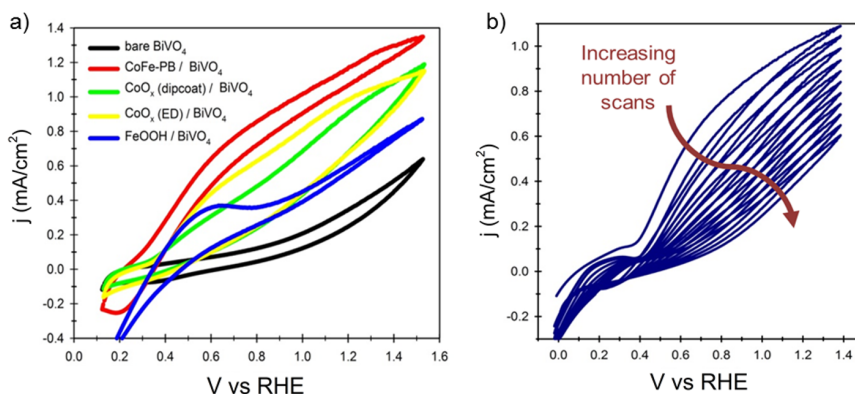 a)
j (mA/cm²)
1.4
1.2
1.0
0.8
0.6
0.4
0.2
0.0
0.2
-0.4
bare BiVO₄
CoFe-PB / BiVO₄
CoOₓ (dipcoat) / BiVO₄
CoOₓ (ED) / BiVO₄
FeOOH / BiVO₄
0.0 0.2 0.4 0.6 0.8 1.0 1.2 1.4 1.6
V vs RHE
b)
j (mA/cm²)
1.0
0.8
0.6
0.4
0.2
0.0
-0.2
Increasing
number of
scans
-0.0 0.2 0.4 0.6 0.8 1.0 1.2 1.4
V vs RHE